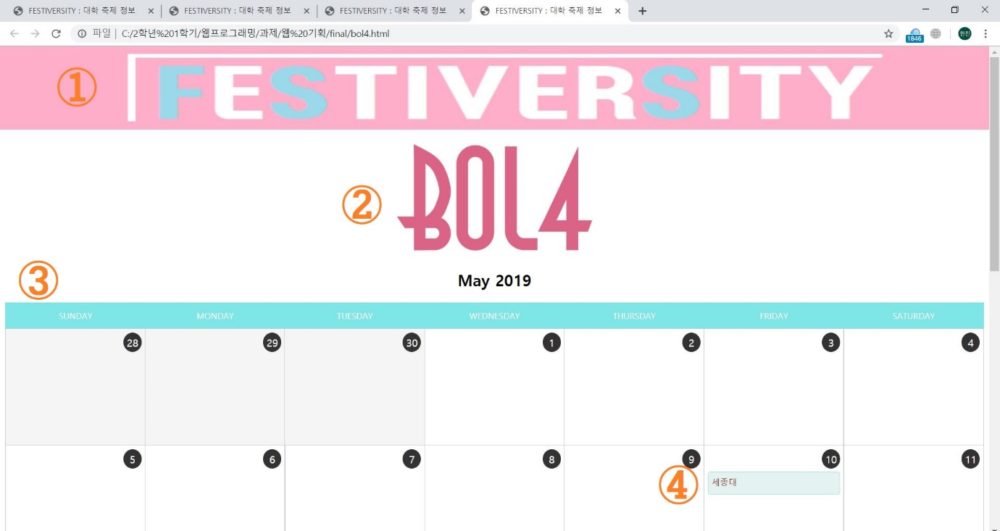 FESTIVERSITY : 대학 축제 정보
FESTIVERSITY : 대학 축제 정보
FESTIVERSITY : 대학 축제 정보
FESTIVERSITY : 대학 축제 정보
파일 | C:/2학년%201학기/웹프로그래밍/과제/웹%20기획/final/bol4.html
1846
현진
① FESTIVERSITY
② BOL4
③
May 2019
SUNDAY MONDAY TUESDAY WEDNESDAY THURSDAY FRIDAY SATURDAY
28 29 30 1 2 3 4
5 6 7 8 9 10 11
④ 세종대